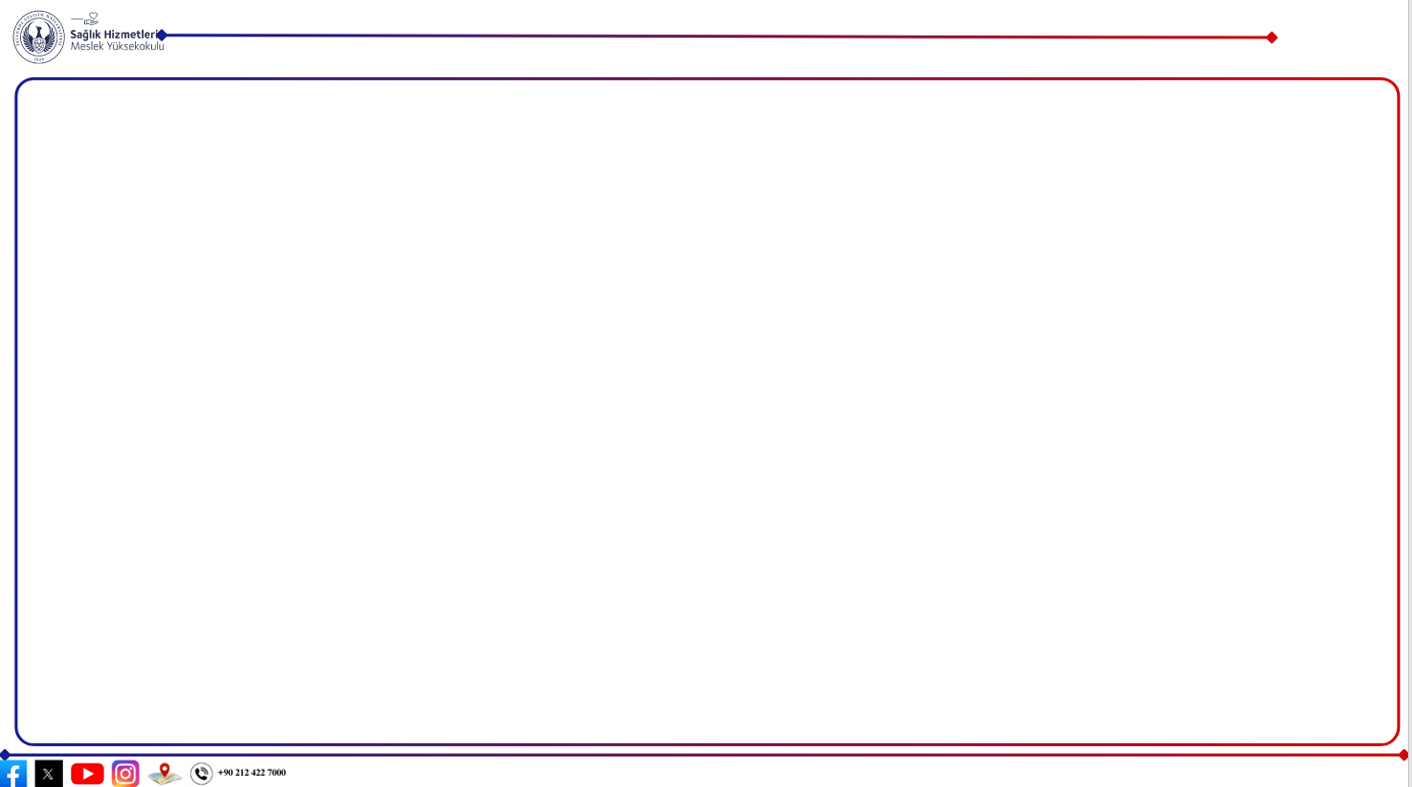 Sağlık Hizmetleri
Meslek Yüksekokulu
+90 212 422 7000